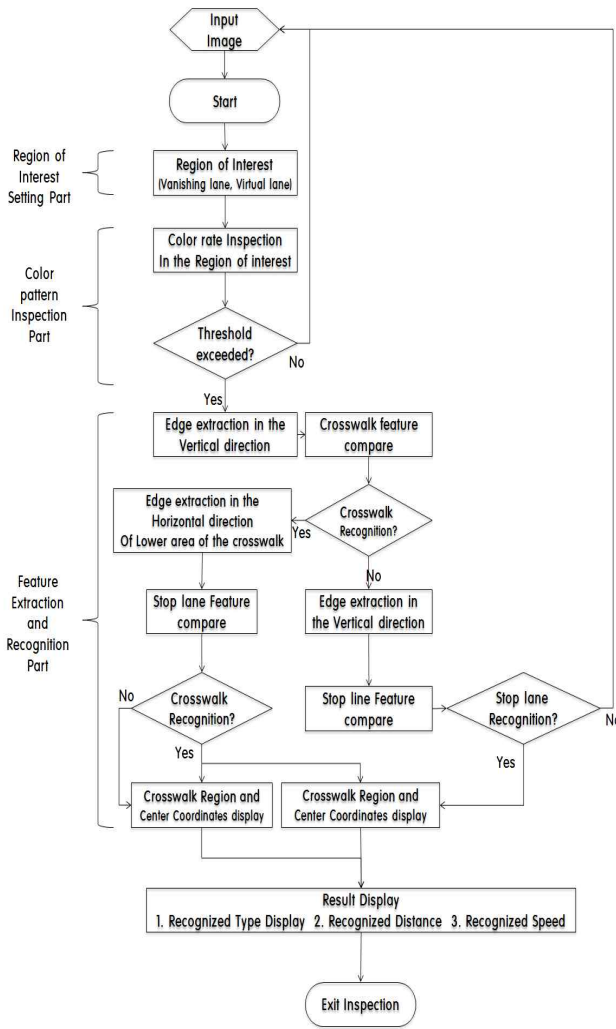 Input
Image
Start
Region of
Interest
Setting Part
Region of Interest
(Vanishing lane, Virtual lane)
Color rate Inspection
In the Region of interest
Color
pattern
Inspection
Part
Threshold
exceeded?
No
Yes
Edge extraction in the
Vertical direction
Crosswalk feature
compare
Edge extraction in the
Horizontal direction
Of Lower area of the crosswalk
Yes
Crosswalk
Recognition?
No
Feature
Extraction
and
Recognition
Part
Stop lane Feature
compare
Edge extraction in
the Vertical direction
No
Crosswalk
Recognition?
Yes
Stop line Feature
compare
Stop lane
Recognition?
No
Yes
Crosswalk Region and
Center Coordinates display
Crosswalk Region and
Center Coordinates display
Result Display
1. Recognized Type Display 2. Recognized Distance 3. Recognized Speed
Exit Inspection